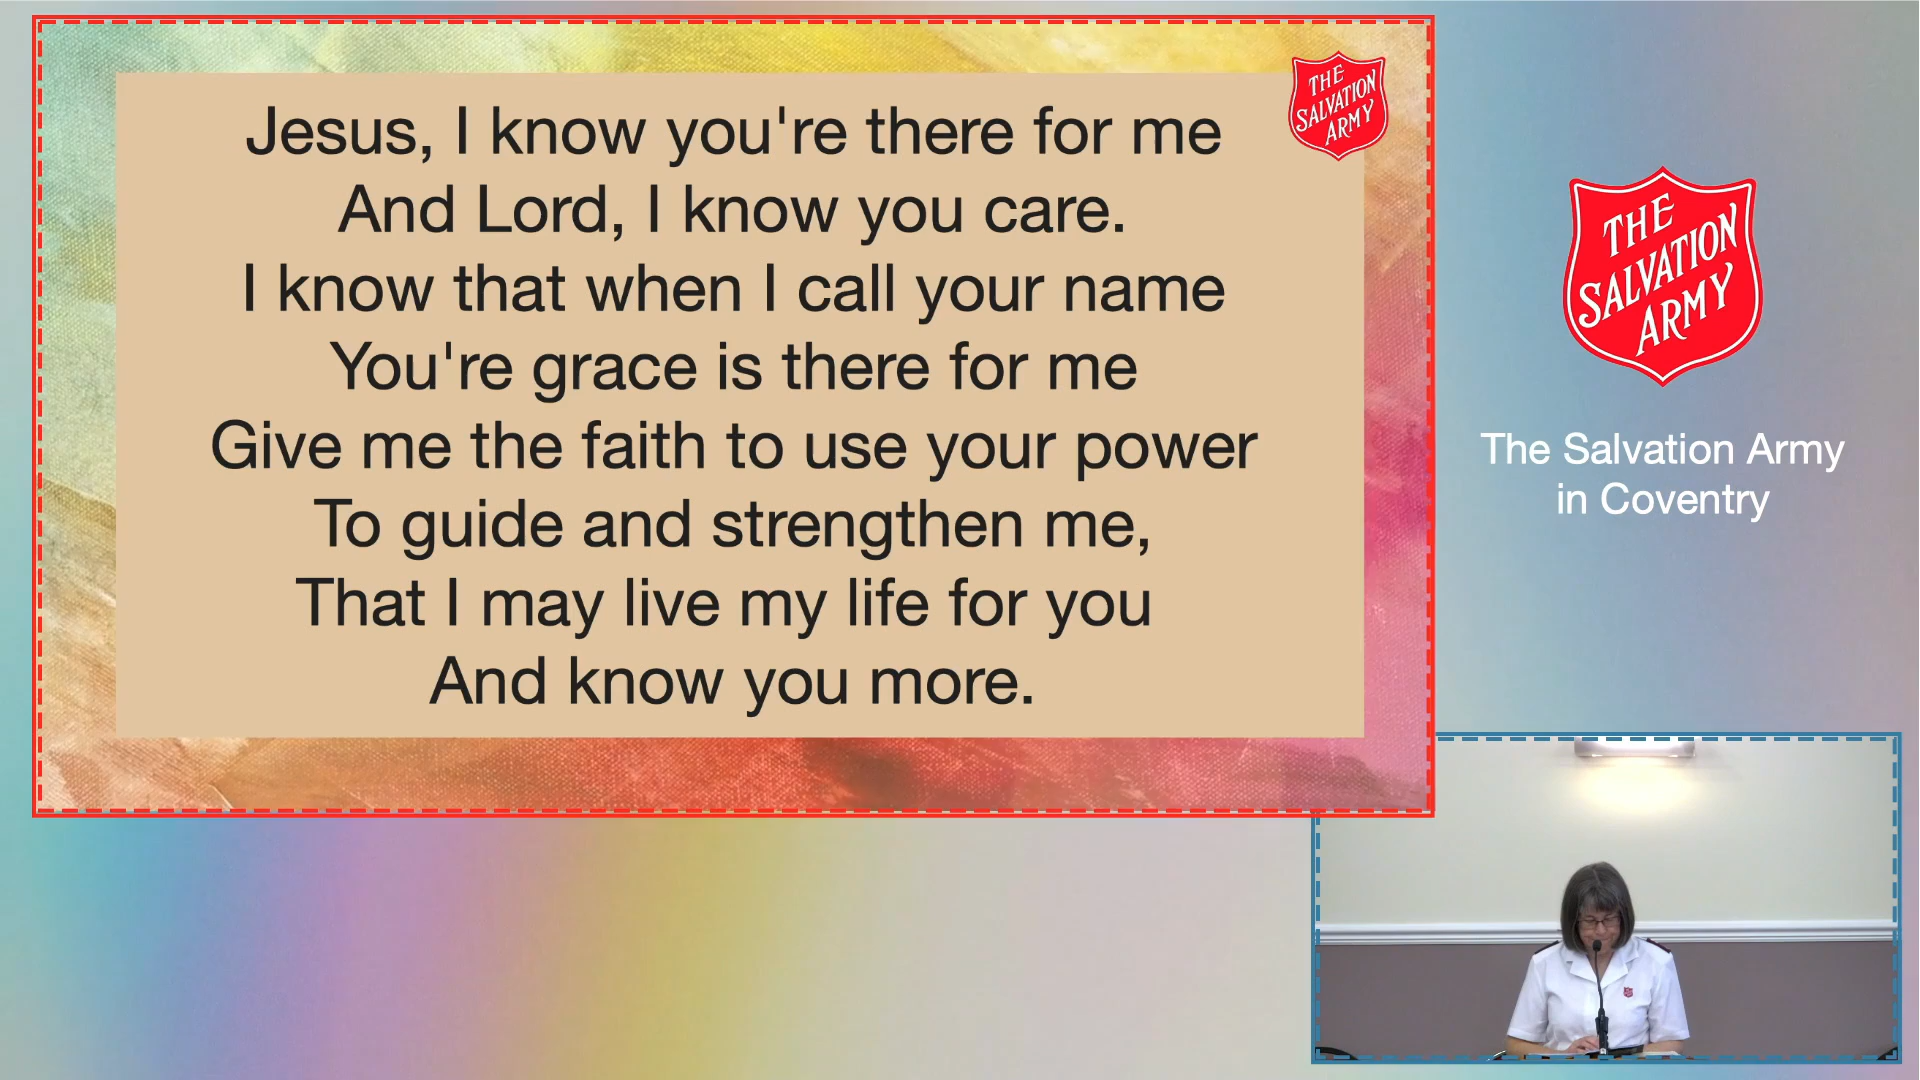 Jesus, I know you're there for me
And Lord, I know you care.
I know that when I call your name
You're grace is there for me
Give me the faith to use your power
To guide and strengthen me,
That I may live my life for you
And know you more.
THE
SALVATION
ARMY
THE
SALVATION
ARMY
The Salvation Army
in Coventry